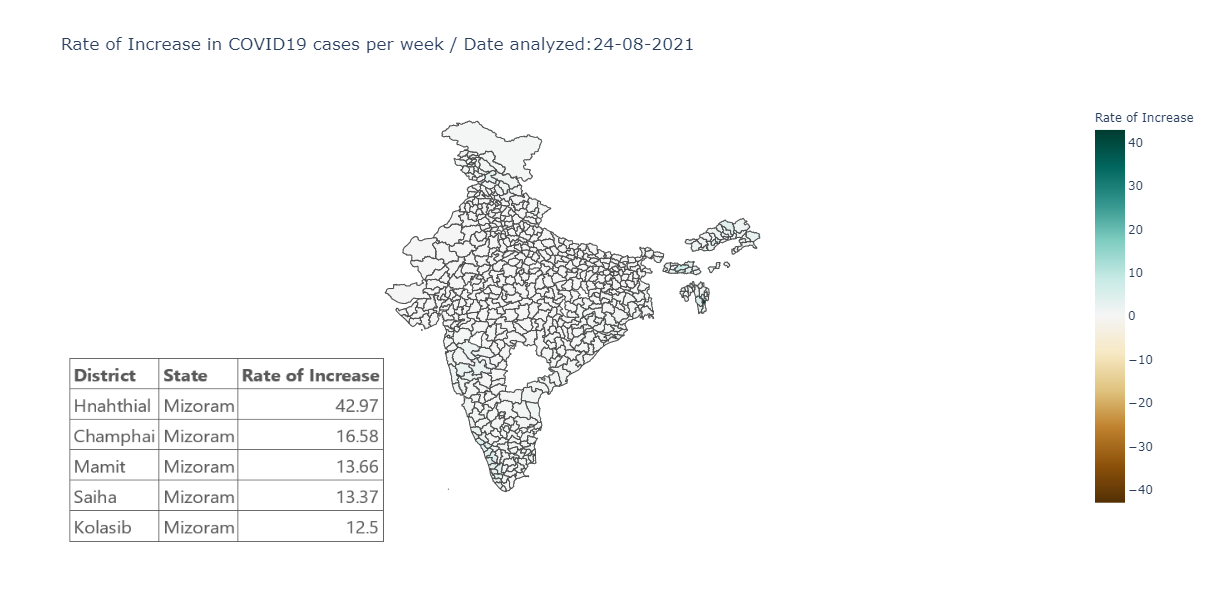 Rate of Increase in COVID19 cases per week / Date analyzed:24-08-2021
Rate of Increase
40
30
20
10
0
−10
−20
−30
−40
District State Rate of Increase
Hnahthial Mizoram 42.97
Champhai Mizoram 16.58
Mamit Mizoram 13.66
Saiha Mizoram 13.37
Kolasib Mizoram 12.5